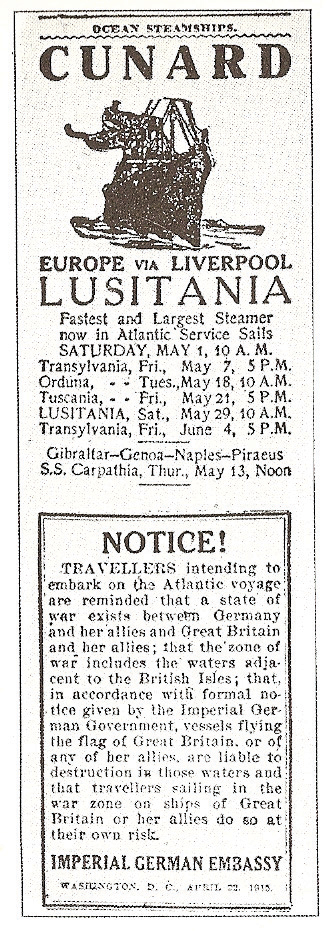 OCEAN STEAMSHIPS.
CUNARD
EUROPE VIA LIVERPOOL
LUSITANIA
Fastest and Largest Steamer
now in Atlantic Service Sails
SATURDAY, MAY 1, 10 A. M.
Transylvania, Fri., May 7, 5 P.M.
Orduna, - - Tues., May 18, 10 A.M.
Tuscania, - - Fri., May 21, 5 P.M.
LUSITANIA, Sat., May 29, 10 A.M.
Transylvania, Fri., June 4, 5 P.M.
Gibraltar-Genoa-Naples-Piraeus
S.S. Carpathia, Thur., May 13, Noon
NOTICE!
TRAVELLERS intending to
embark on the Atlantic voyage
are reminded that a state of
war exists between Germany
and her allies and Great Britain
and her allies; that the zone of
war includes the waters adja-
cent to the British Isles; that,
in accordance with formal no-
tice given by the Imperial Ger-
man Government, vessels flying
the flag of Great Britain, or of
any of her allies, are liable to
destruction in those waters and
that travellers sailing in the
war zone on ships of Great
Britain or her allies do so at
their own risk.
IMPERIAL GERMAN EMBASSY
WASHINGTON, D. C., APRIL 22, 1915.